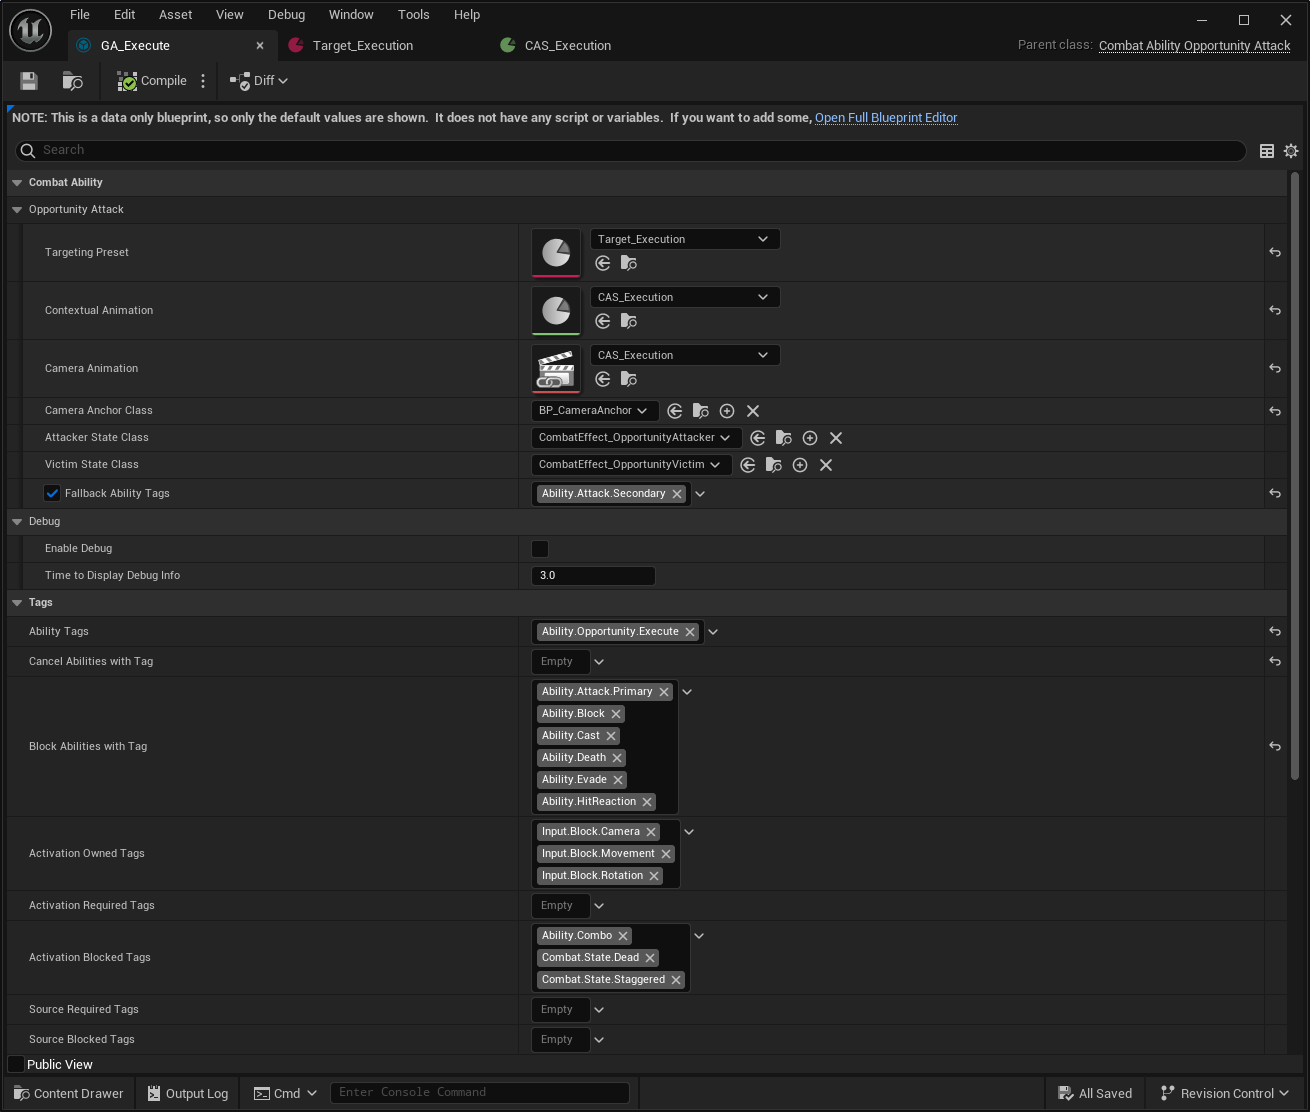 File Edit Asset View Debug Window Tools Help
GA_Execute Target_Execution CAS_Execution Parent class: Combat Ability Opportunity Attack
Compile Diff
NOTE: This is a data only blueprint, so only the default values are shown. It does not have any script or variables. If you want to add some, Open Full Blueprint Editor
Search
Combat Ability
Opportunity Attack
Targeting Preset Target_Execution
Contextual Animation CAS_Execution
Camera Animation CAS_Execution
Camera Anchor Class BP_CameraAnchor
Attacker State Class CombatEffect_OpportunityAttacker
Victim State Class CombatEffect_OpportunityVictim
Fallback Ability Tags Ability.Attack.Secondary
Debug
Enable Debug
Time to Display Debug Info 3.0
Tags
Ability Tags Ability.Opportunity.Execute
Cancel Abilities with Tag Empty
Block Abilities with Tag
Ability.Attack.Primary
Ability.Block
Ability.Cast
Ability.Death
Ability.Evade
Ability.HitReaction
Activation Owned Tags
Input.Block.Camera
Input.Block.Movement
Input.Block.Rotation
Activation Required Tags Empty
Activation Blocked Tags
Ability.Combo
Combat.State.Dead
Combat.State.Staggered
Source Required Tags Empty
Source Blocked Tags Empty
Public View
Content Drawer Output Log Cmd Enter Console Command All Saved Revision Control